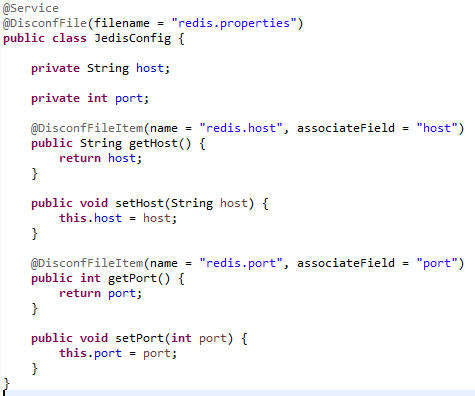 @Service
@DisconfFile(filename = "redis.properties")
public class JedisConfig {
private String host;
private int port;
@DisconfFileItem(name = "redis.host", associateField = "host")
public String getHost() {
return host;
}
public void setHost(String host) {
this.host = host;
}
@DisconfFileItem(name = "redis.port", associateField = "port")
public int getPort() {
return port;
}
public void setPort(int port) {
this.port = port;
}
}